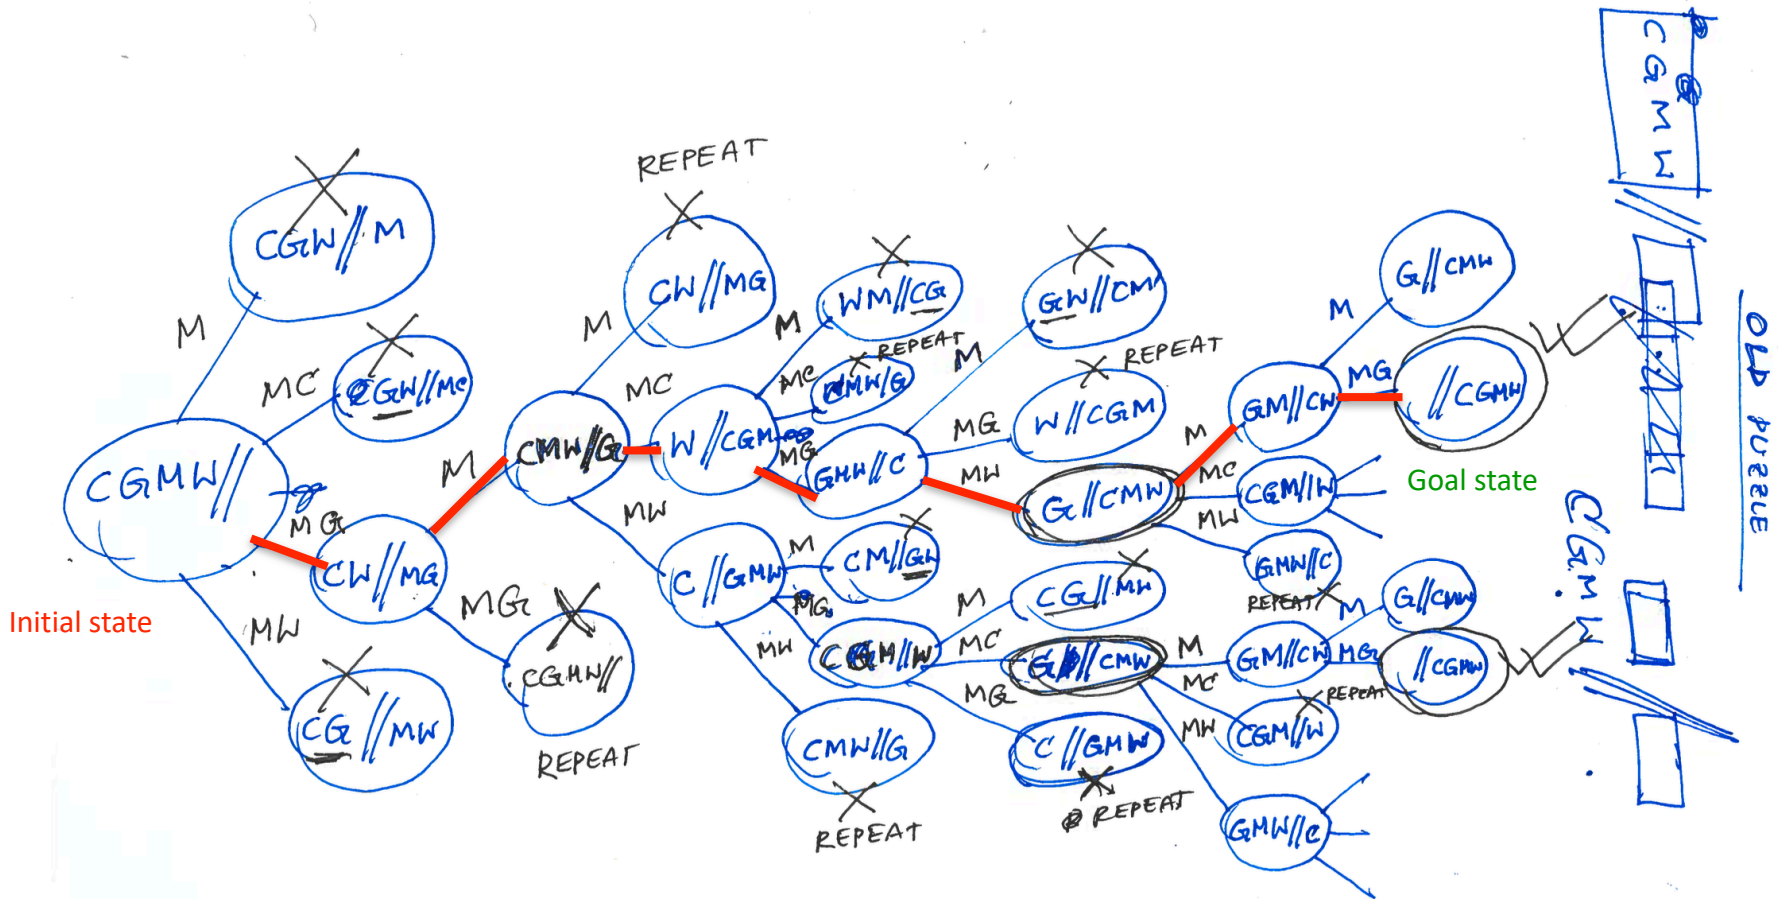 REPEAT
CGW//M
M
CW//MG
M
WM//CG
M
GW//CM
G//CMW
M
CGMW //
OLD PUZZLE
MC
CGW//MC
MC
MC
REPEAT
CMW/G
M
REPEAT
W//CGM
MG
//CGMW
Goal state
CGMW//
MG
M
CMW//G
W//CGM
MG
GMW//C
MG
MW
G//CMW
M
GM//CW
MC
CGM//W
MW
GMW//C
REPEAT
Initial state
CW//MG
MW
C//GMW
M
CM//GW
MG
MW
CGM//W
M
CG//MW
MC
G//CMW
MG
C//GMW
REPEAT
M
GM//CW
M
G//CMW
MG
//CGMW
MC
REPEAT
CGM//W
MW
GMW//C
CGMW
MW
CG//MW
MG
CGMW//
REPEAT
CMW//G
REPEAT